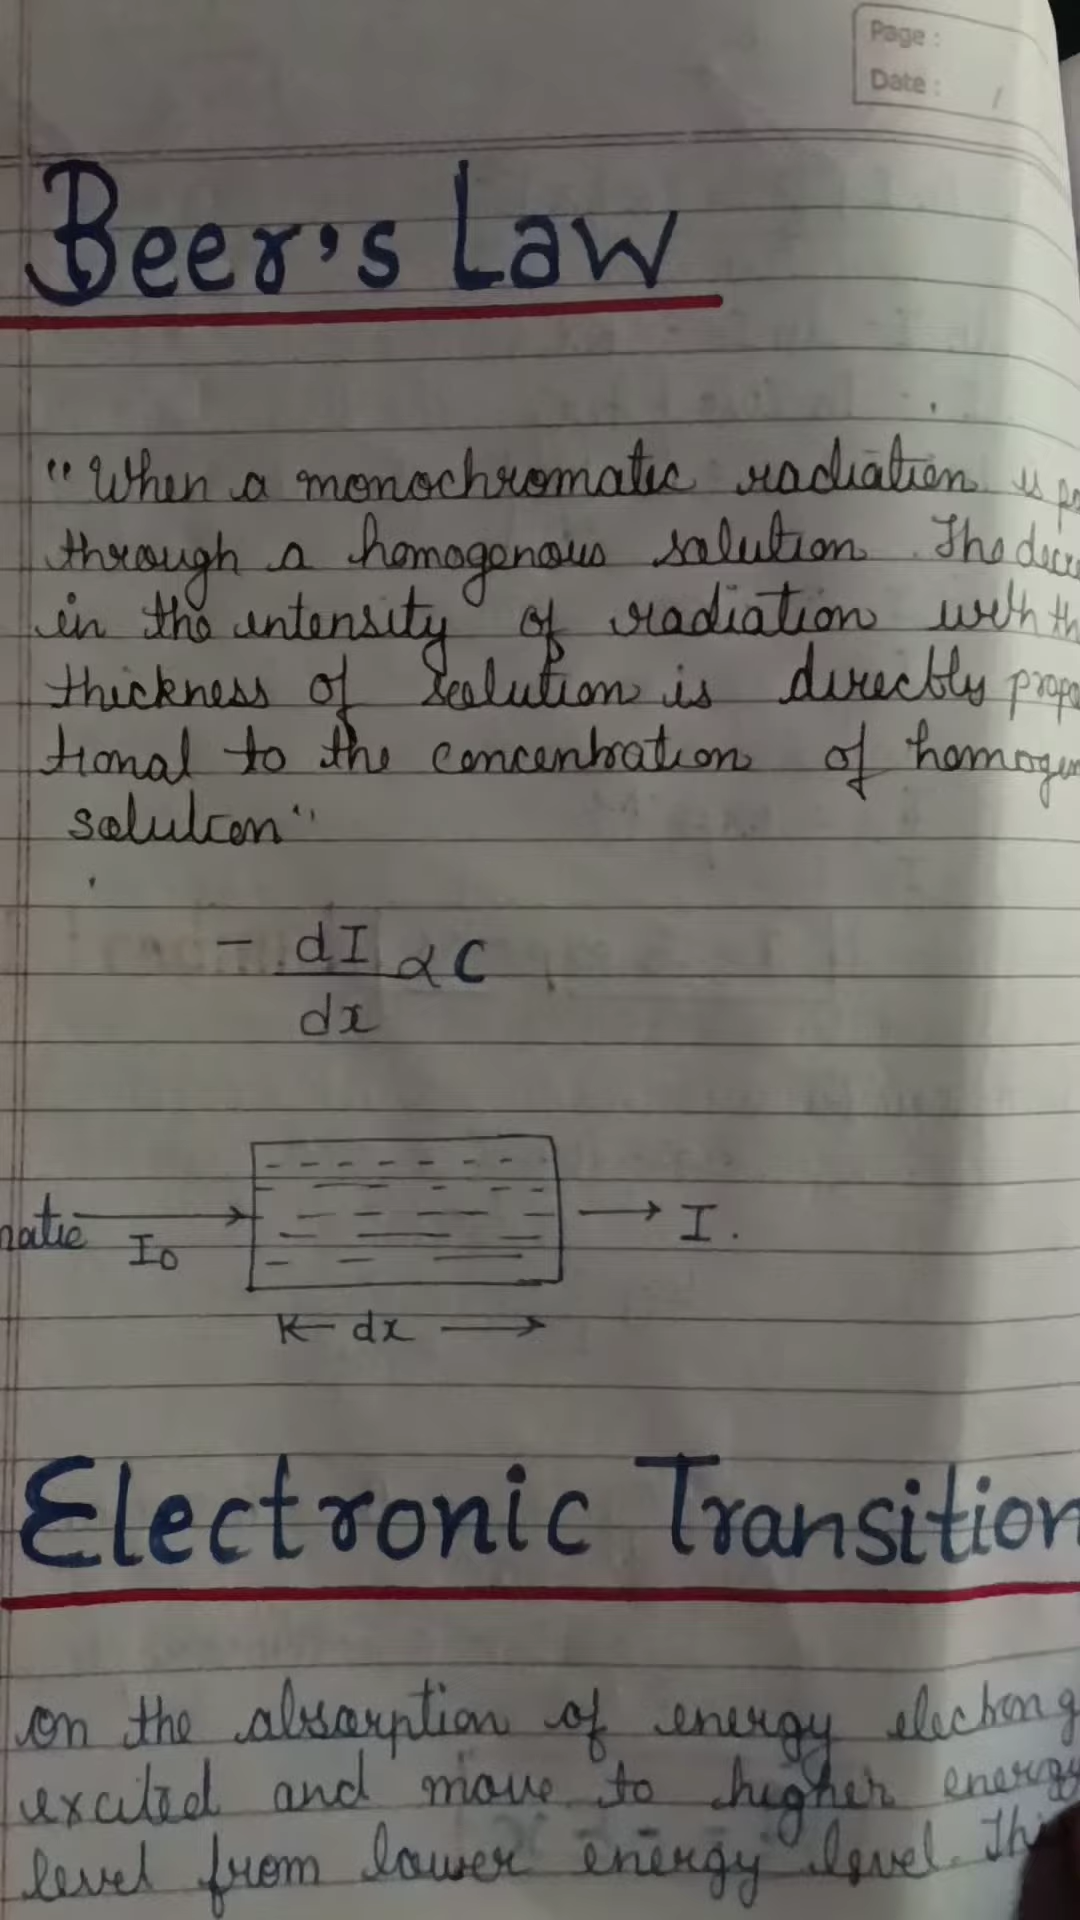 Page :
Date : /
Beer's Law
"When a monochromatic radiation is
through a homogenous solution. The
in the intensity of radiation with
thickness of solution is directly
tional to the concentration of
solution"
- dI/dx ∝ C
I₀
→ I.
dx
Electronic Transition
on the absorption of energy
excited and move to higher energy
level from lower energy level.